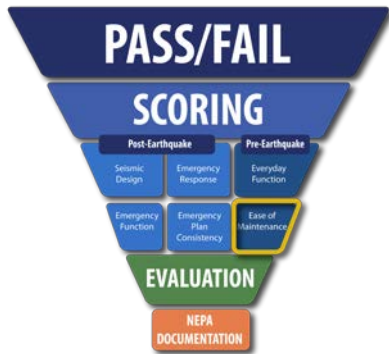 PASS/FAIL
SCORING
Post-Earthquake
Pre-Earthquake
Seismic
Design
Emergency
Response
Everyday
Function
Emergency
Function
Emergency
Plan
Consistency
Ease of
Maintenance
EVALUATION
NEPA
DOCUMENTATION